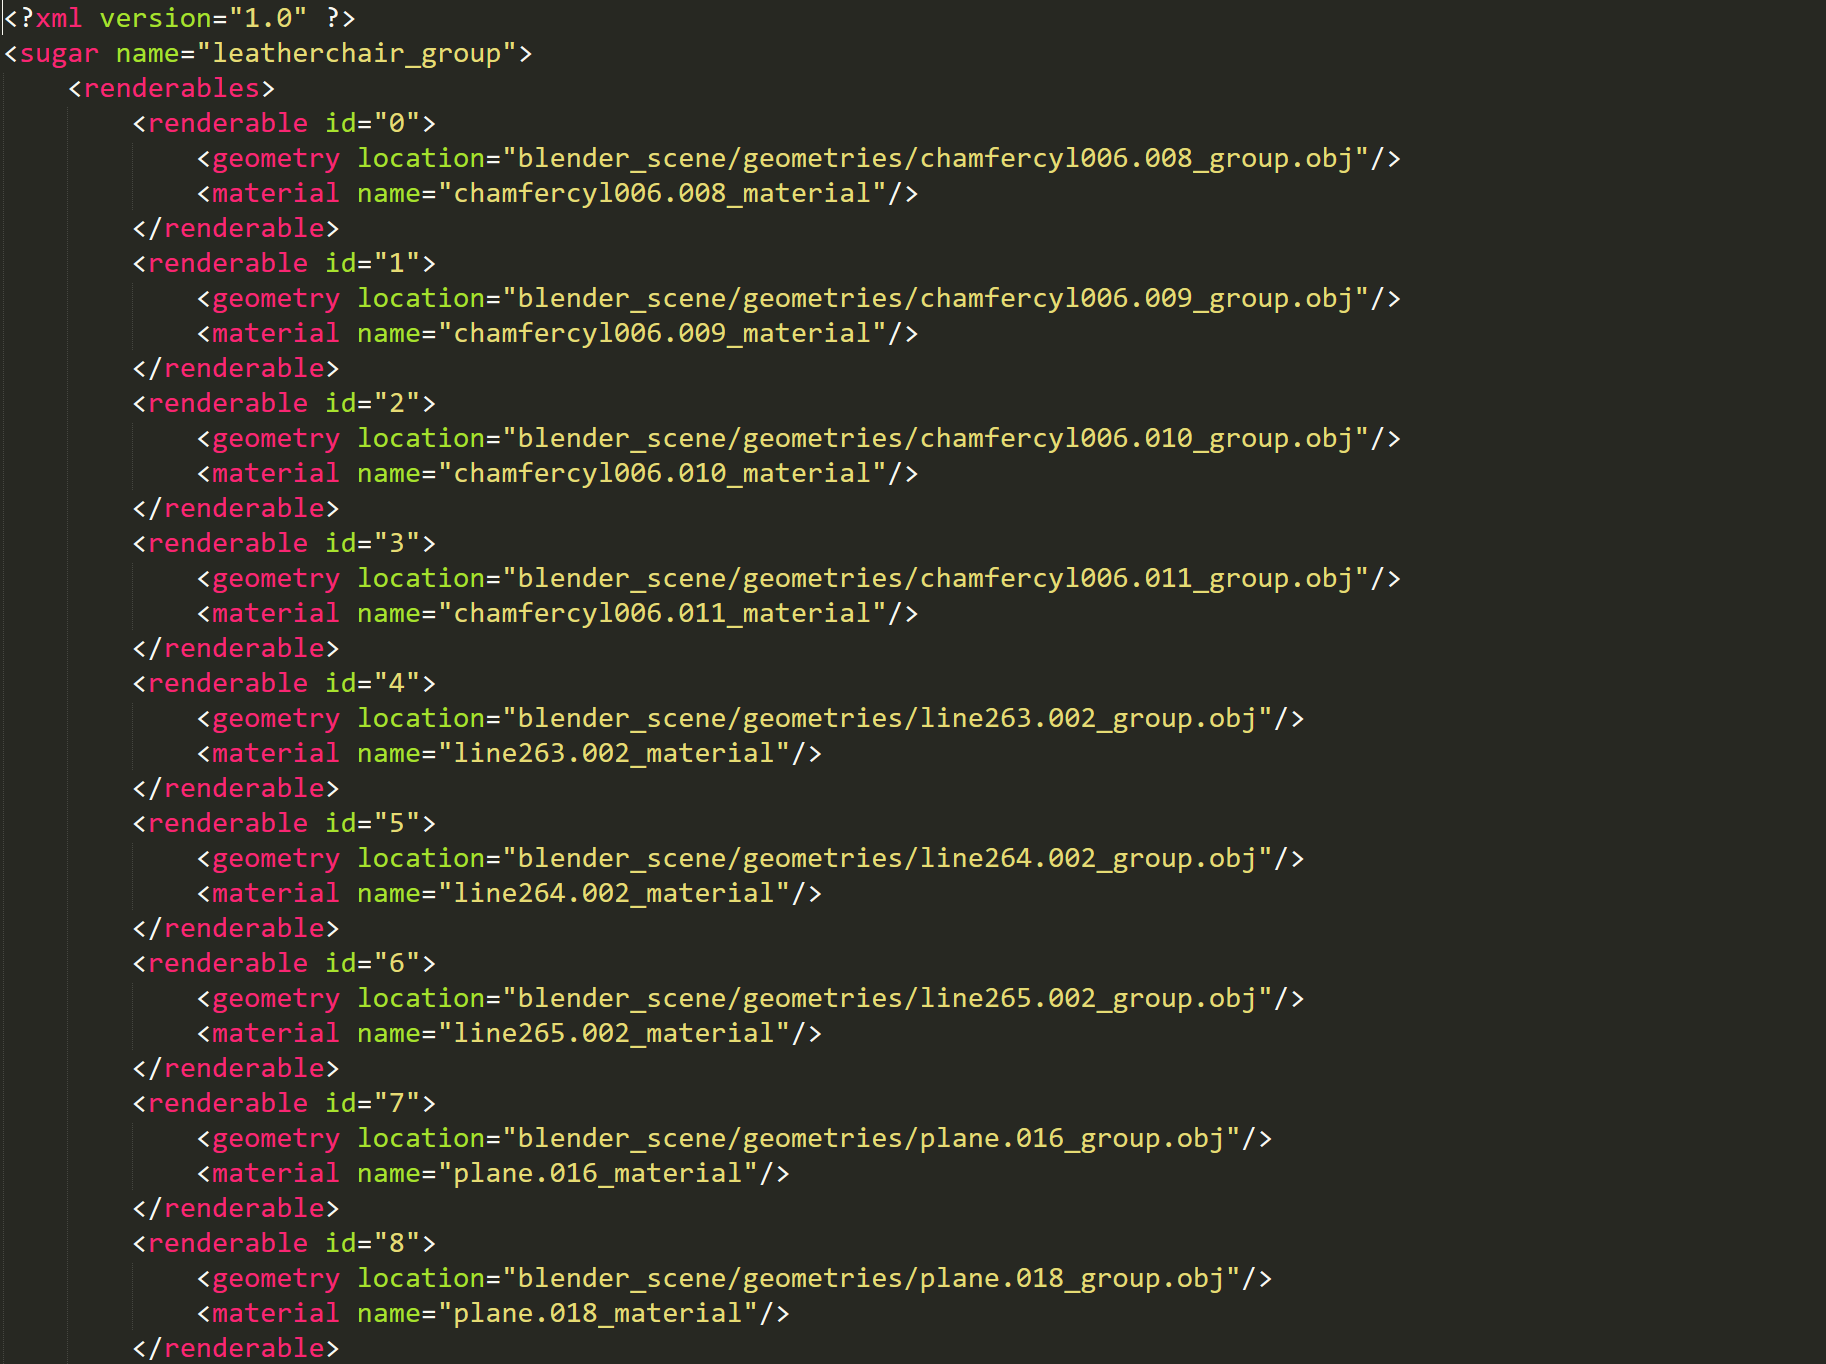 <?xml version="1.0" ?>
<sugar name="leatherchair_group">
    <renderables>
        <renderable id="0">
            <geometry location="blender_scene/geometries/chamfercyl006.008_group.obj"/>
            <material name="chamfercyl006.008_material"/>
        </renderable>
        <renderable id="1">
            <geometry location="blender_scene/geometries/chamfercyl006.009_group.obj"/>
            <material name="chamfercyl006.009_material"/>
        </renderable>
        <renderable id="2">
            <geometry location="blender_scene/geometries/chamfercyl006.010_group.obj"/>
            <material name="chamfercyl006.010_material"/>
        </renderable>
        <renderable id="3">
            <geometry location="blender_scene/geometries/chamfercyl006.011_group.obj"/>
            <material name="chamfercyl006.011_material"/>
        </renderable>
        <renderable id="4">
            <geometry location="blender_scene/geometries/line263.002_group.obj"/>
            <material name="line263.002_material"/>
        </renderable>
        <renderable id="5">
            <geometry location="blender_scene/geometries/line264.002_group.obj"/>
            <material name="line264.002_material"/>
        </renderable>
        <renderable id="6">
            <geometry location="blender_scene/geometries/line265.002_group.obj"/>
            <material name="line265.002_material"/>
        </renderable>
        <renderable id="7">
            <geometry location="blender_scene/geometries/plane.016_group.obj"/>
            <material name="plane.016_material"/>
        </renderable>
        <renderable id="8">
            <geometry location="blender_scene/geometries/plane.018_group.obj"/>
            <material name="plane.018_material"/>
        </renderable>